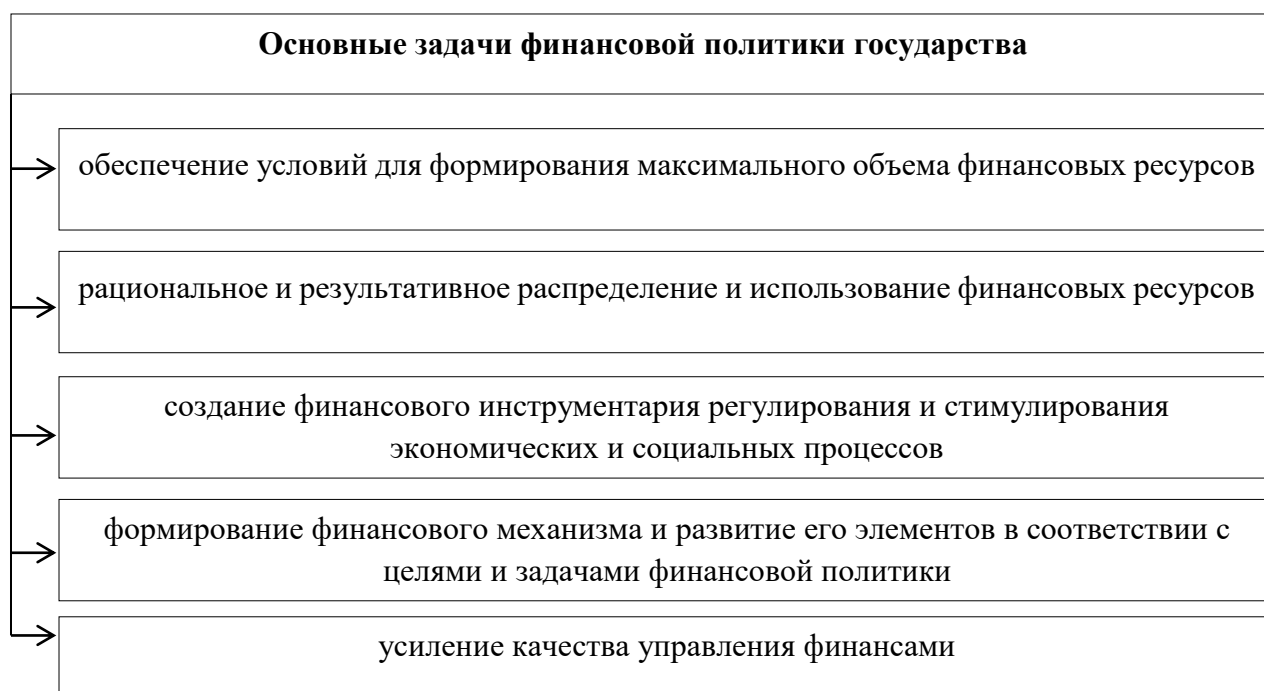 Основные задачи финансовой политики государства
обеспечение условий для формирования максимального объема финансовых ресурсов
рациональное и результативное распределение и использование финансовых ресурсов
создание финансового инструментария регулирования и стимулирования
экономических и социальных процессов
формирование финансового механизма и развитие его элементов в соответствии с
целями и задачами финансовой политики
усиление качества управления финансами